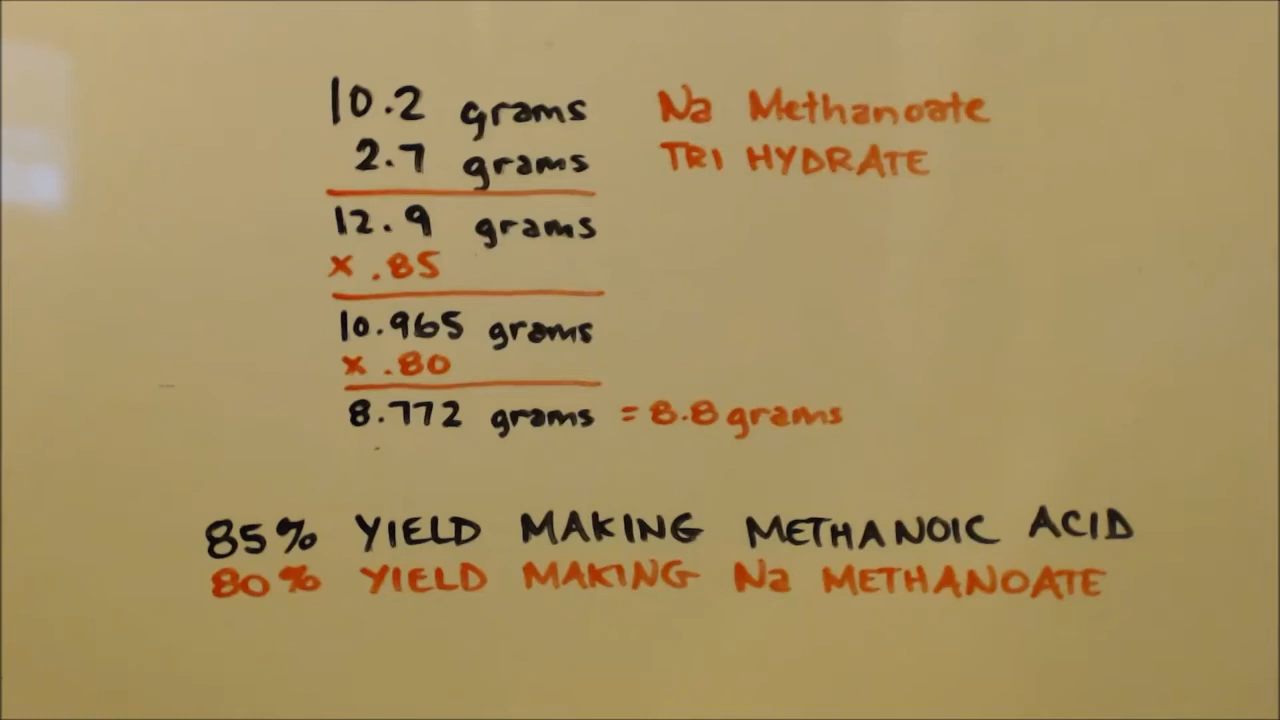 10.2 grams Na Methanoate
2.7 grams TRI HYDRATE
12.9 grams
x .85
10.965 grams
x .80
8.772 grams = 8.8 grams
85% YIELD MAKING METHANOIC ACID
80% YIELD MAKING Na METHANOATE